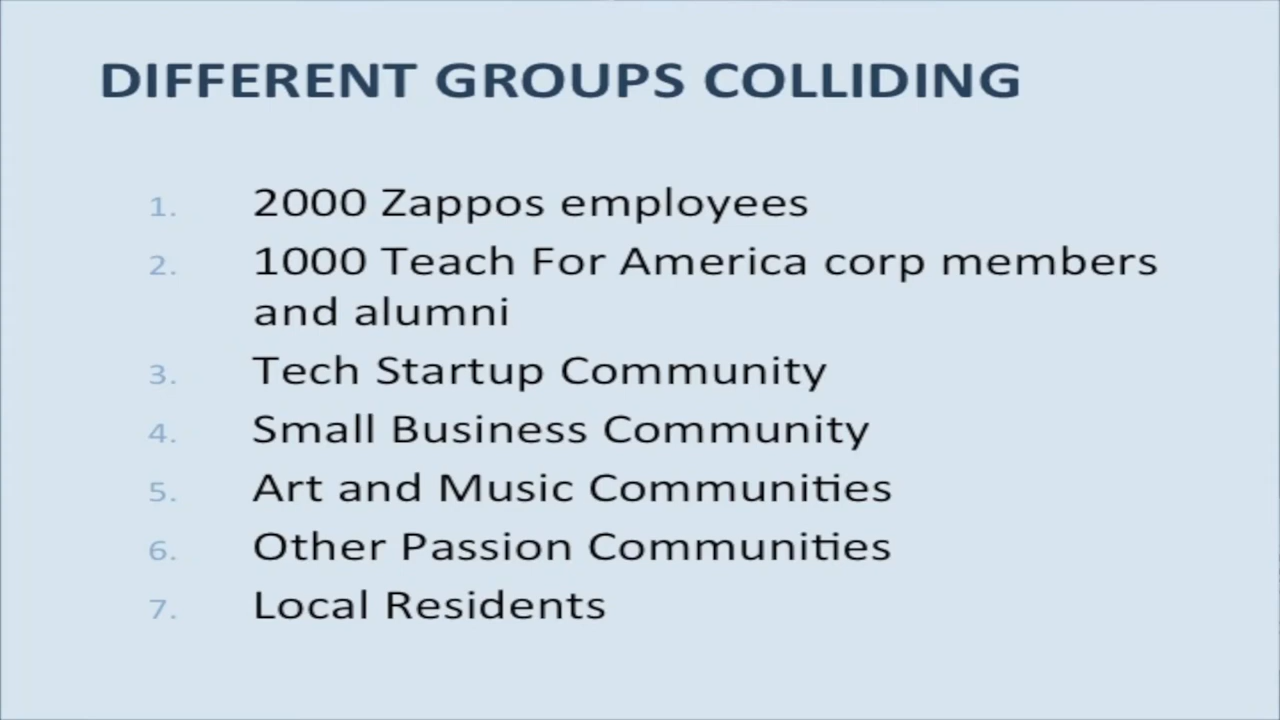 DIFFERENT GROUPS COLLIDING
1. 2000 Zappos employees
2. 1000 Teach For America corp members
and alumni
3. Tech Startup Community
4. Small Business Community
5. Art and Music Communities
6. Other Passion Communities
7. Local Residents